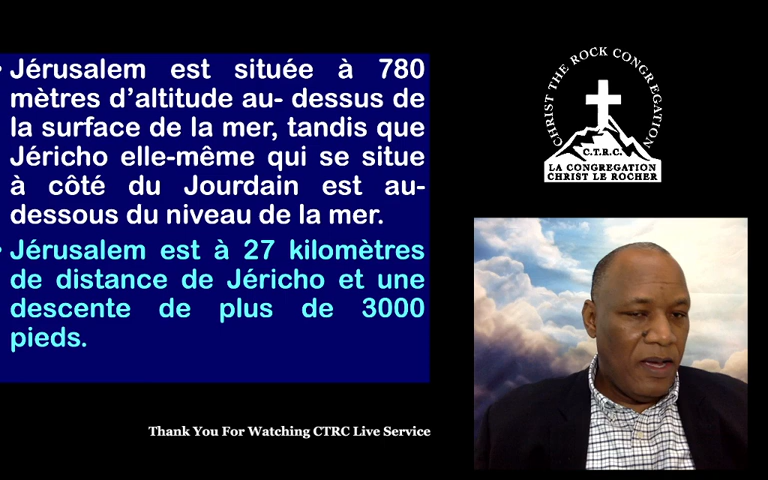 • Jérusalem est située à 780
mètres d’altitude au- dessus de
la surface de la mer, tandis que
Jéricho elle-même qui se situe
à côté du Jourdain est au-
dessous du niveau de la mer.
• Jérusalem est à 27 kilomètres
de distance de Jéricho et une
descente de plus de 3000
pieds.
CHRIST THE ROCK CONGREGATION
C.T.R.C.
LA CONGREGATION
CHRIST LE ROCHER
Thank You For Watching CTRC Live Service